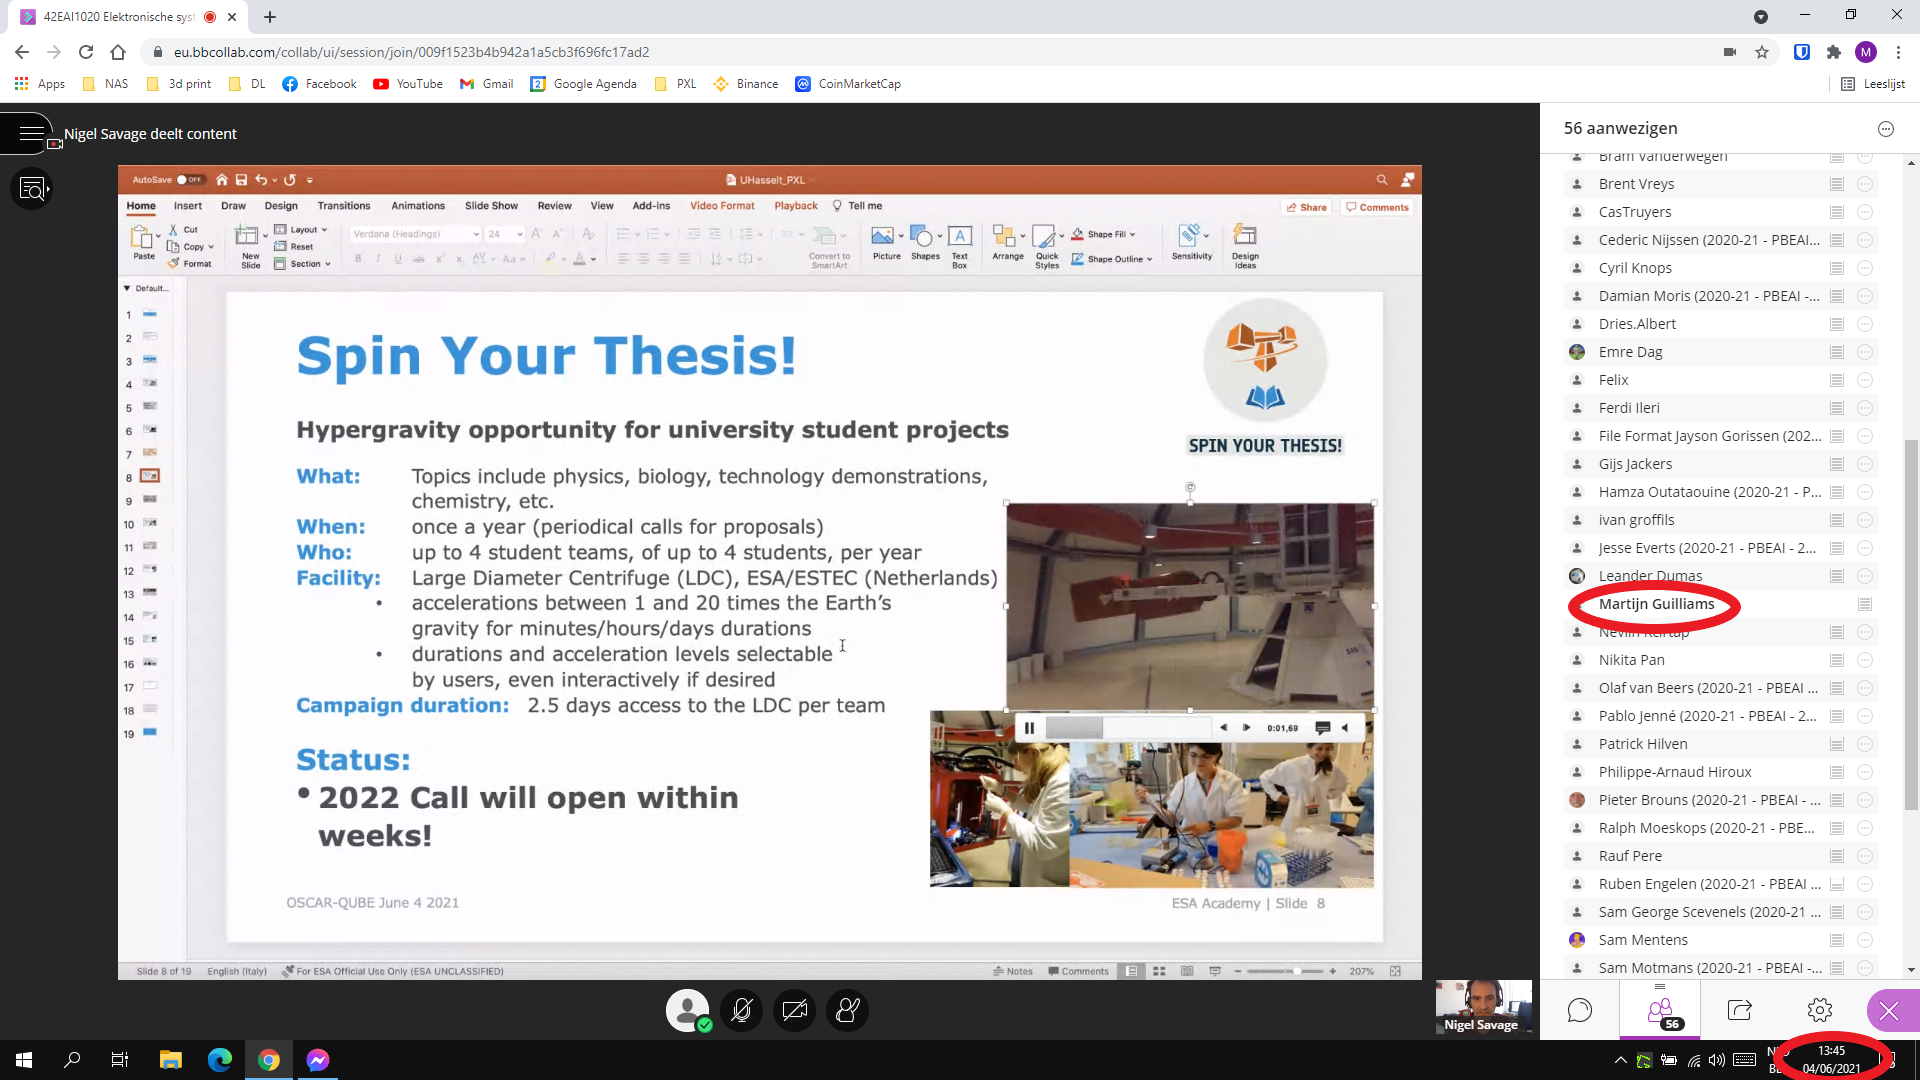 42EAI1020 Elektronische syst
eu.bbcollab.com/collab/ui/session/join/009f1523b4b942a1a5cb3f696fc17ad2
M
Apps NAS 3d print DL Facebook YouTube Gmail Google Agenda PXL Binance CoinMarketCap Leeslijst
Nigel Savage deelt content
AutoSave OFF UHasselt_PXL
Home Insert Draw Design Transitions Animations Slide Show Review View Add-ins Video Format Playback Tell me Share Comments
Paste Cut Copy Format
New Slide Layout Reset Section
Verdana (Headings) 24
Convert to SmartArt
Picture Shapes Text Box Arrange Quick Styles Shape Fill Shape Outline Sensitivity Design Ideas
Default...
1
2
3
4
5
6
7
8
9
10
11
12
13
14
15
16
17
18
19
Spin Your Thesis!
SPIN YOUR THESIS!
Hypergravity opportunity for university student projects
What: Topics include physics, biology, technology demonstrations,
chemistry, etc.
When: once a year (periodical calls for proposals)
Who: up to 4 student teams, of up to 4 students, per year
Facility: Large Diameter Centrifuge (LDC), ESA/ESTEC (Netherlands)
• accelerations between 1 and 20 times the Earth's
gravity for minutes/hours/days durations
• durations and acceleration levels selectable
by users, even interactively if desired
Campaign duration: 2.5 days access to the LDC per team
0:01,69
Status:
• 2022 Call will open within
weeks!
OSCAR-QUBE June 4 2021
ESA Academy | Slide 8
Slide 8 of 19 English (Italy) For ESA Official Use Only (ESA UNCLASSIFIED) Notes Comments 207%
Nigel Savage
56 aanwezigen
Bram Vanderwegen
Brent Vreys
CasTruyers
Cederic Nijssen (2020-21 - PBEAI...
Cyril Knops
Damian Moris (2020-21 - PBEAI -...
Dries.Albert
Emre Dag
Felix
Ferdi Ileri
File Format Jayson Gorissen (202...
Gijs Jackers
Hamza Outataouine (2020-21 - P...
ivan groffils
Jesse Everts (2020-21 - PBEAI - 2...
Leander Dumas
Martijn Guilliams
Nikita Pan
Olaf van Beers (2020-21 - PBEAI ...
Pablo Jenné (2020-21 - PBEAI - 2...
Patrick Hilven
Philippe-Arnaud Hiroux
Pieter Brouns (2020-21 - PBEAI - ...
Ralph Moeskops (2020-21 - PBE...
Rauf Pere
Ruben Engelen (2020-21 - PBEAI ...
Sam George Scevenels (2020-21 ...
Sam Mentens
Sam Motmans (2020-21 - PBEAI -...
56
13:45
04/06/2021